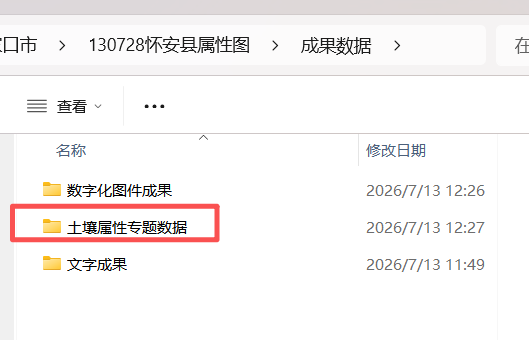 家口市 > 130728怀安县属性图 > 成果数据 >
在
查看
名称 修改日期
数字化图件成果 2026/7/13 12:26
土壤属性专题数据 2026/7/13 12:27
文字成果 2026/7/13 11:49